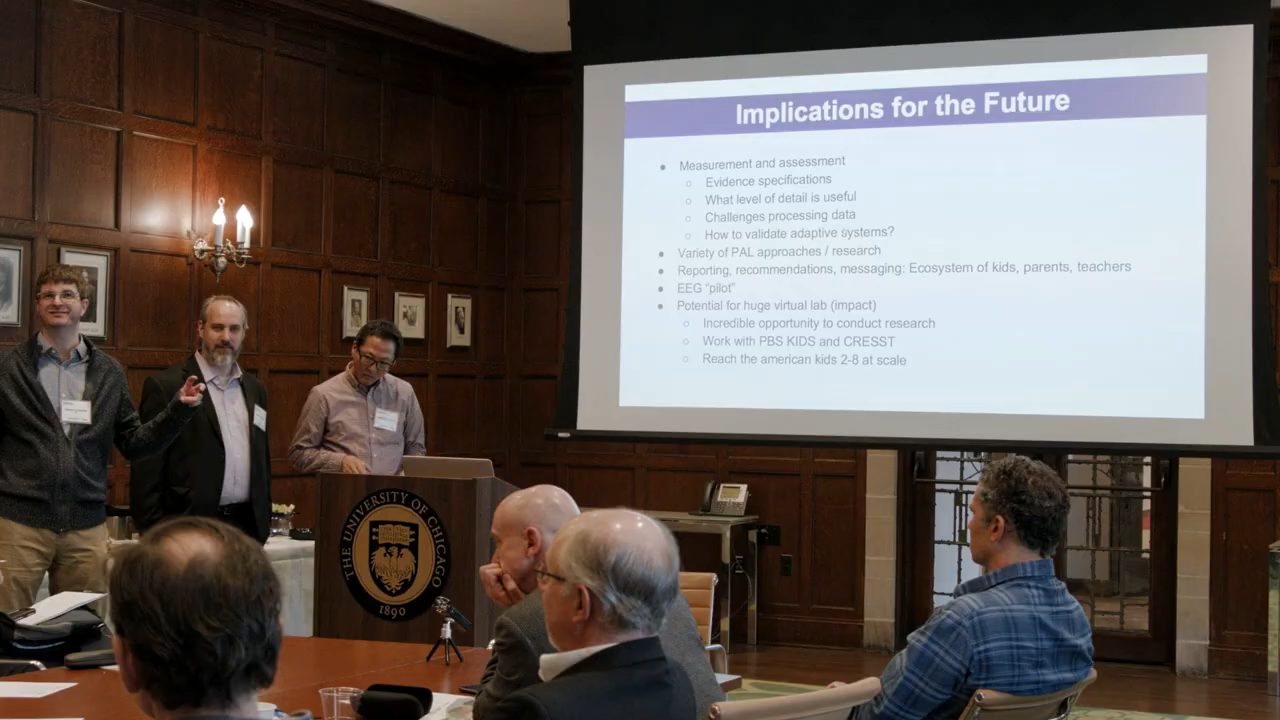 Implications for the Future
● Measurement and assessment
○ Evidence specifications
○ What level of detail is useful
○ Challenges processing data
○ How to validate adaptive systems?
● Variety of PAL approaches / research
● Reporting, recommendations, messaging: Ecosystem of kids, parents, teachers
● EEG “pilot”
● Potential for huge virtual lab (impact)
○ Incredible opportunity to conduct research
○ Work with PBS KIDS and CRESST
○ Reach the american kids 2-8 at scale
THE UNIVERSITY OF CHICAGO
1890